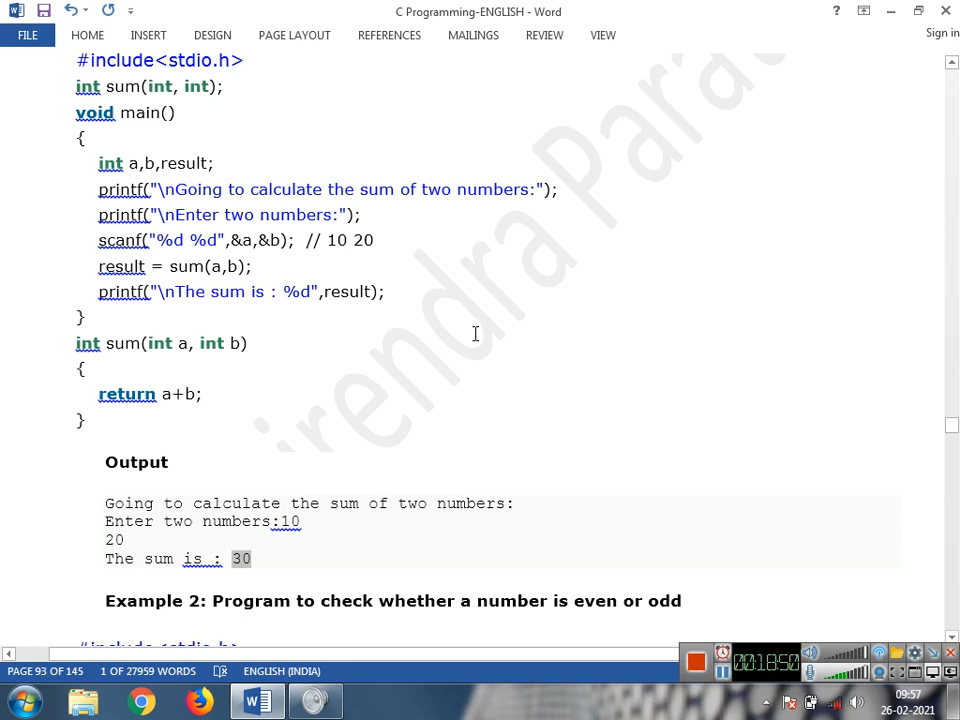 C Programming-ENGLISH - Word
Sign in
FILE HOME INSERT DESIGN PAGE LAYOUT REFERENCES MAILINGS REVIEW VIEW
#include<stdio.h>
int sum(int, int);
void main()
{
int a,b,result;
printf("\nGoing to calculate the sum of two numbers:");
printf("\nEnter two numbers:");
scanf("%d %d",&a,&b); // 10 20
result = sum(a,b);
printf("\nThe sum is : %d",result);
}
int sum(int a, int b)
{
return a+b;
}
Output
Going to calculate the sum of two numbers:
Enter two numbers:10
20
The sum is : 30
Example 2: Program to check whether a number is even or odd
#include<stdio.h>
PAGE 93 OF 145 1 OF 27959 WORDS ENGLISH (INDIA)
00:18:50
09:57
26-02-2021